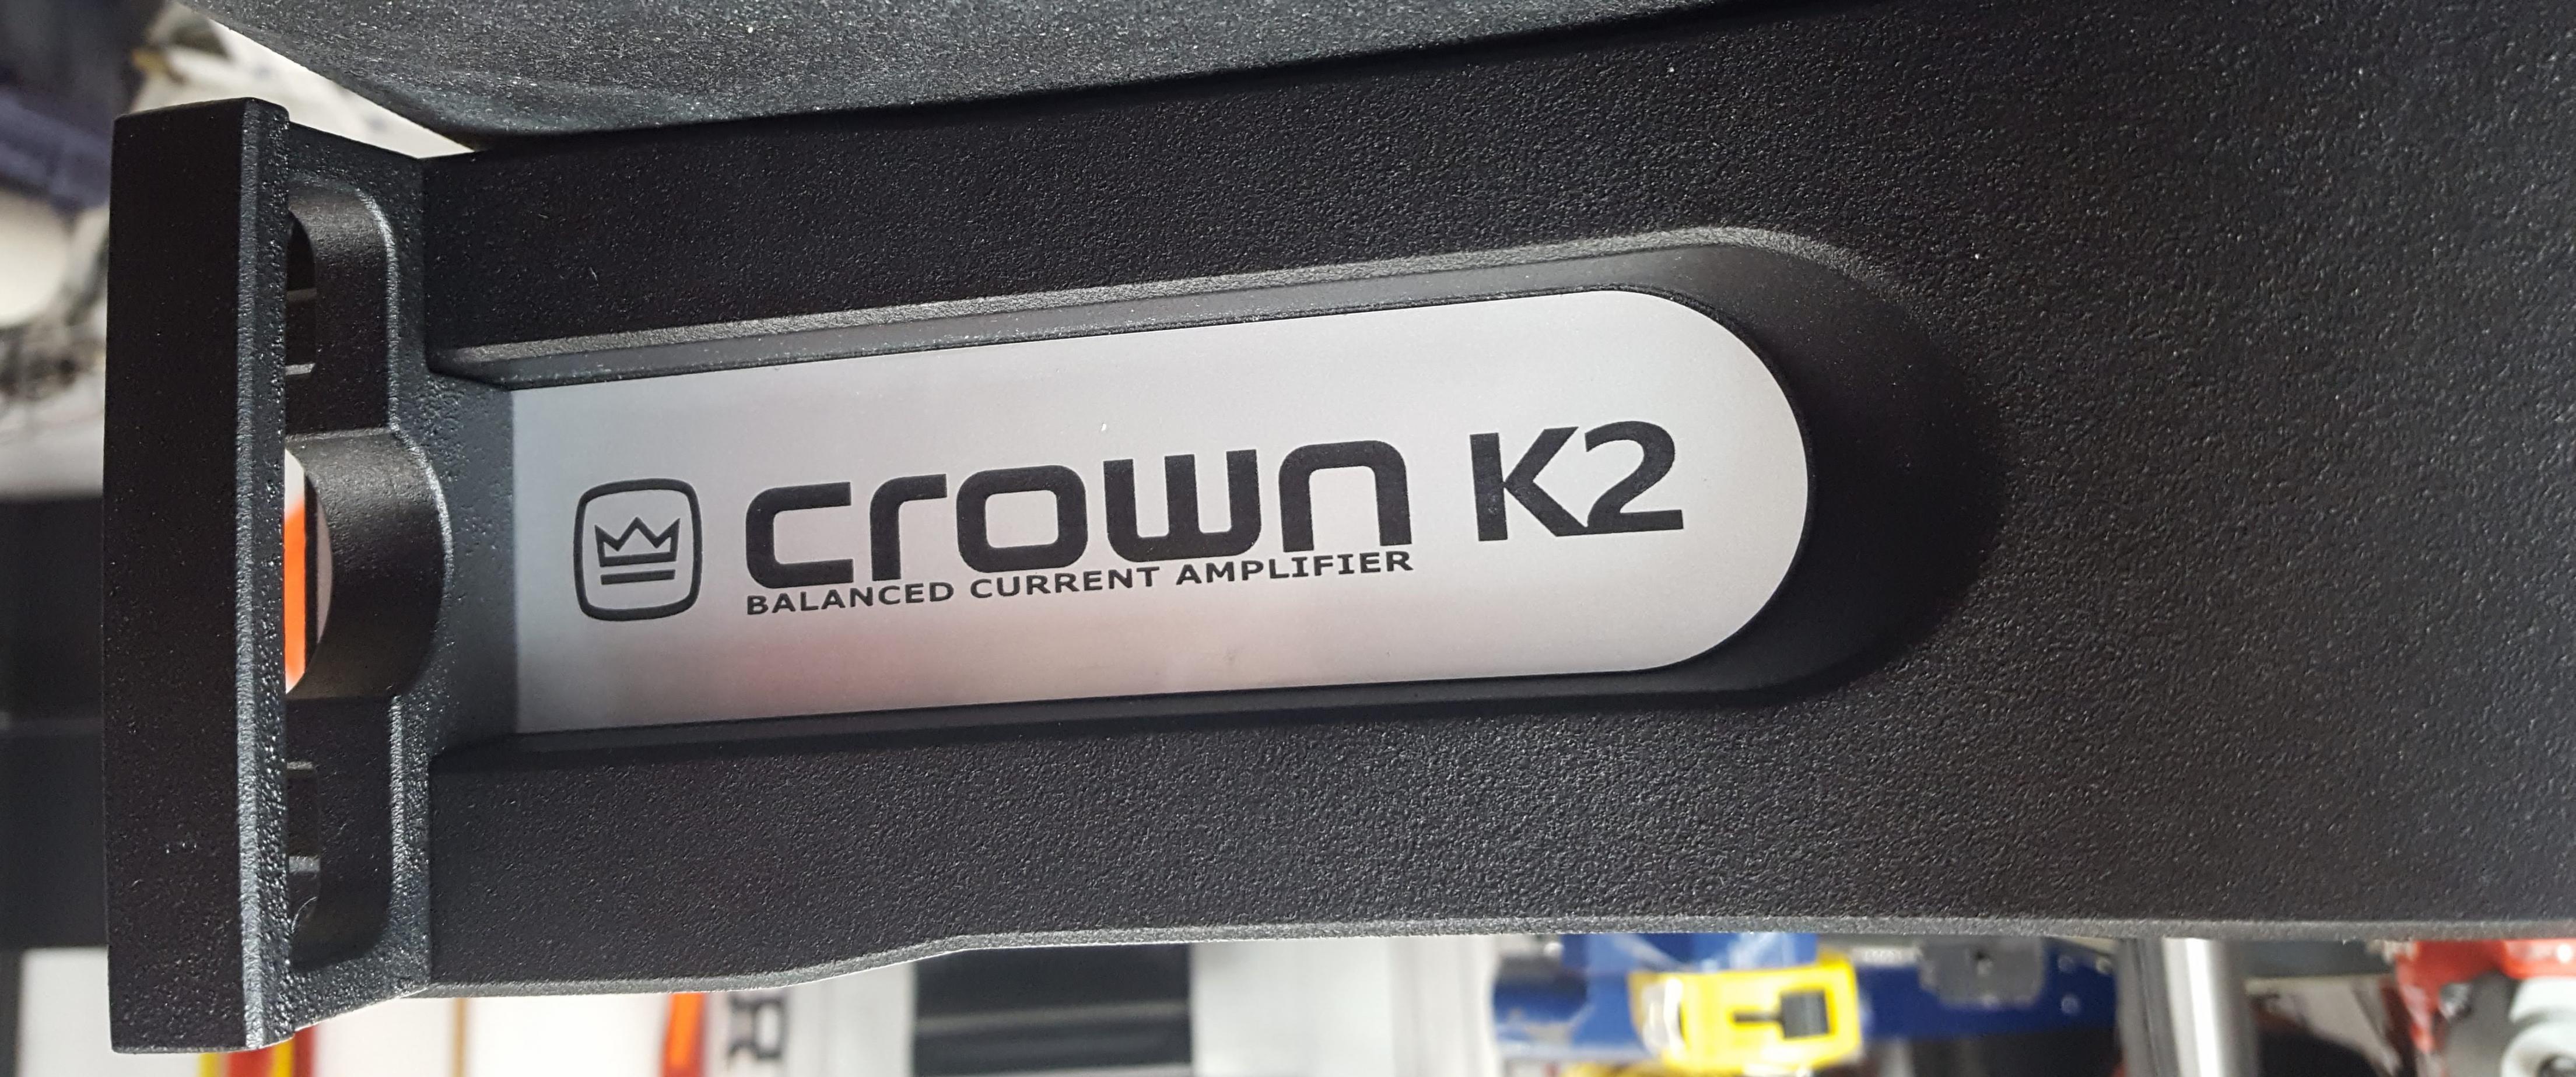 crown K2
BALANCED CURRENT AMPLIFIER
R